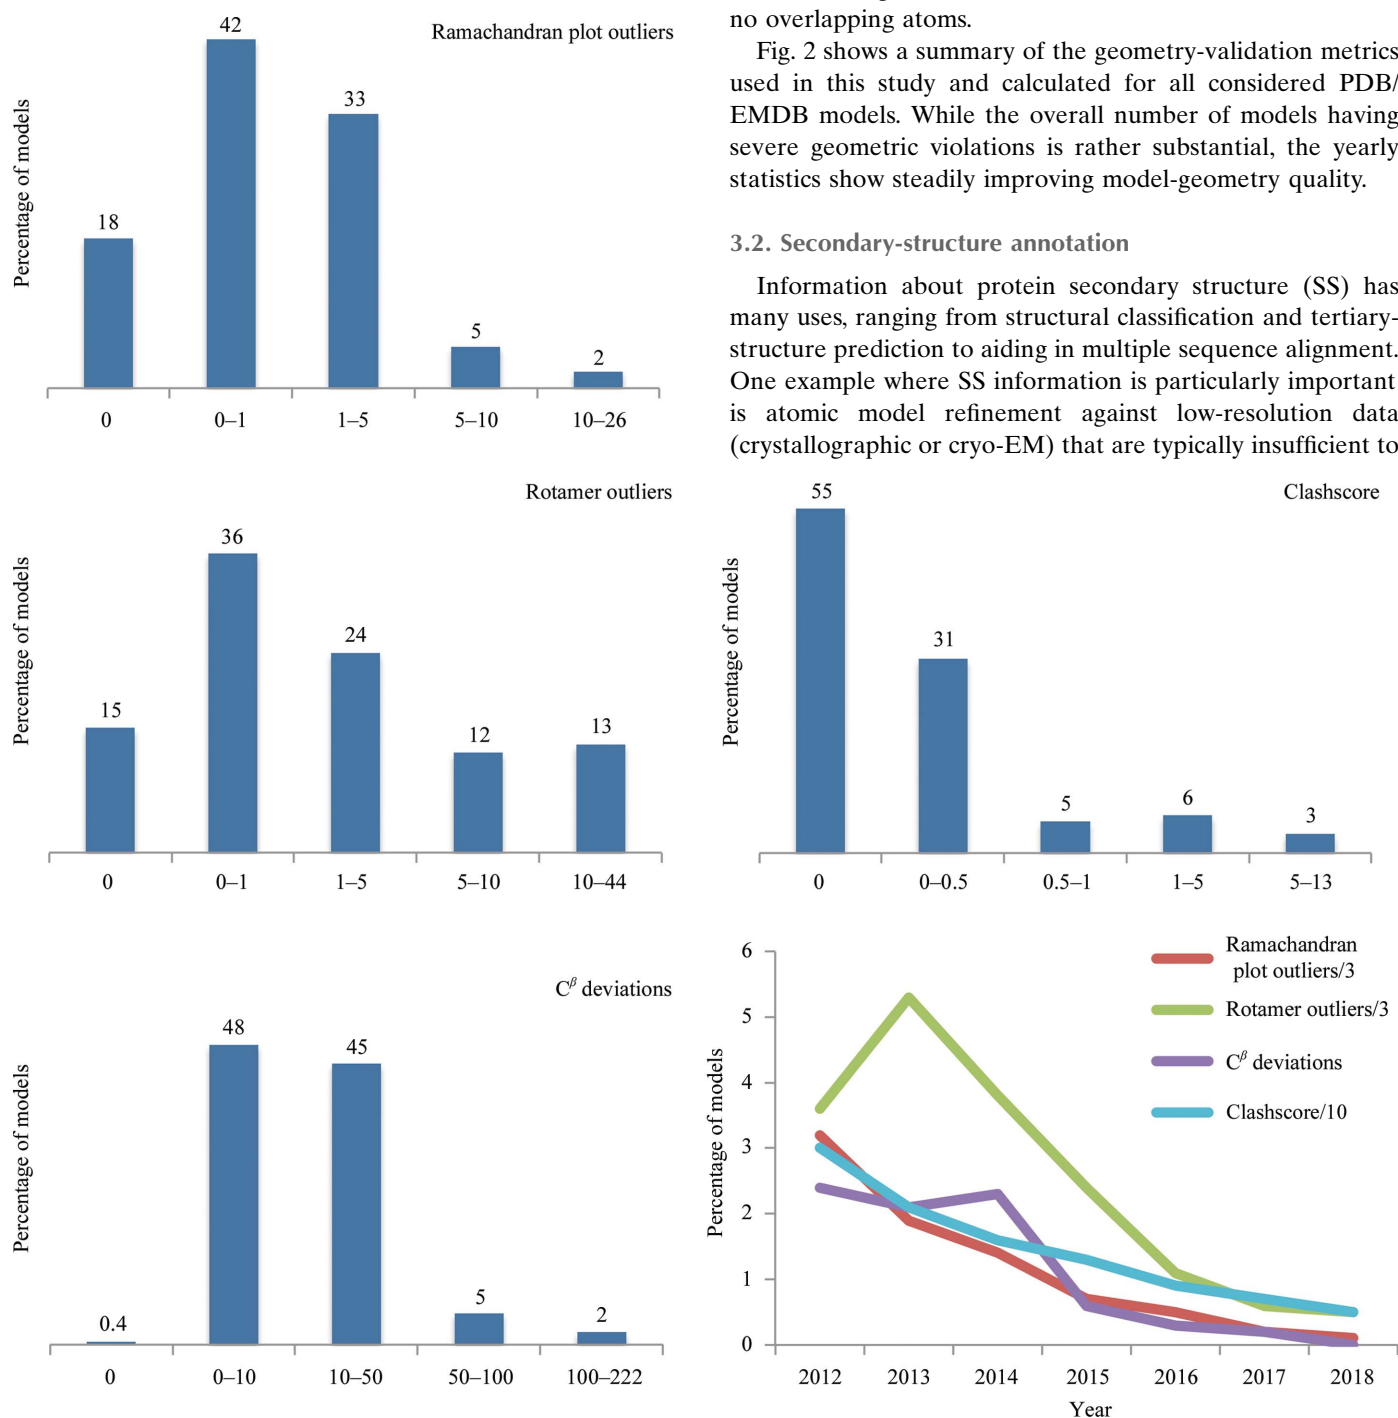 42
Ramachandran plot outliers
33
18
5
2
Percentage of models
0 0–1 1–5 5–10 10–26
no overlapping atoms.
Fig. 2 shows a summary of the geometry-validation metrics
used in this study and calculated for all considered PDB/
EMDB models. While the overall number of models having
severe geometric violations is rather substantial, the yearly
statistics show steadily improving model-geometry quality.
3.2. Secondary-structure annotation
Information about protein secondary structure (SS) has
many uses, ranging from structural classification and tertiary-
structure prediction to aiding in multiple sequence alignment.
One example where SS information is particularly important
is atomic model refinement against low-resolution data
(crystallographic or cryo-EM) that are typically insufficient to
Rotamer outliers
36
24
15
12
13
Percentage of models
0 0–1 1–5 5–10 10–44
55
Clashscore
31
5
6
3
Percentage of models
0 0–0.5 0.5–1 1–5 5–13
Cβ deviations
48
45
0.4
5
2
Percentage of models
0 0–10 10–50 50–100 100–222
6
5
4
3
2
1
0
Percentage of models
Ramachandran
plot outliers/3
Rotamer outliers/3
Cβ deviations
Clashscore/10
2012 2013 2014 2015 2016 2017 2018
Year